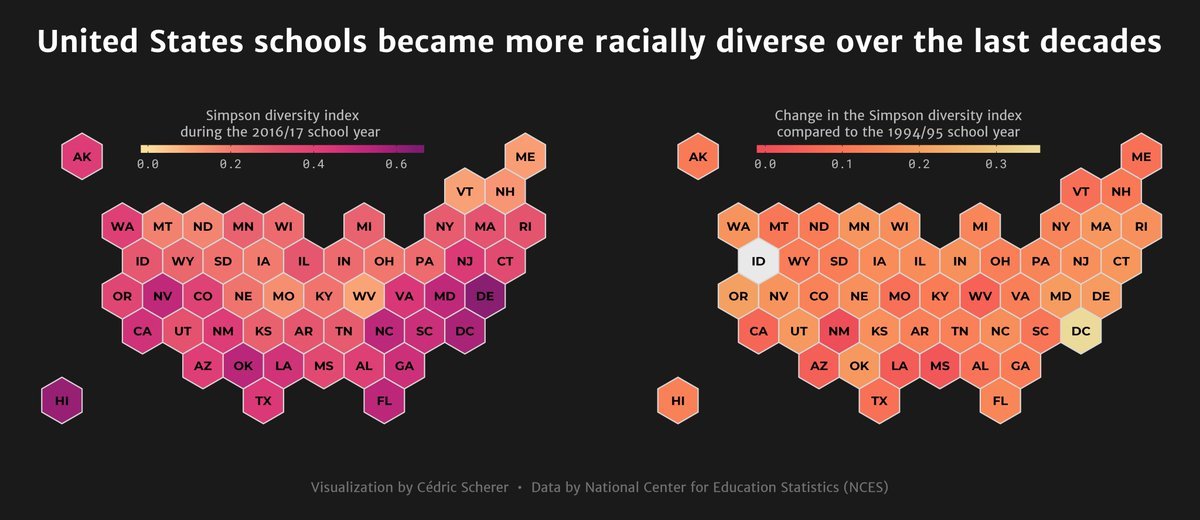 United States schools became more racially diverse over the last decades
Simpson diversity index
during the 2016/17 school year
0.0 0.2 0.4 0.6
AK
ME
VT NH
WA MT ND MN WI MI NY MA RI
ID WY SD IA IL IN OH PA NJ CT
OR NV CO NE MO KY WV VA MD DE
CA UT NM KS AR TN NC SC DC
AZ OK LA MS AL GA
HI TX FL
Change in the Simpson diversity index
compared to the 1994/95 school year
0.0 0.1 0.2 0.3
AK
ME
VT NH
WA MT ND MN WI MI NY MA RI
ID WY SD IA IL IN OH PA NJ CT
OR NV CO NE MO KY WV VA MD DE
CA UT NM KS AR TN NC SC DC
AZ OK LA MS AL GA
HI TX FL
Visualization by Cédric Scherer • Data by National Center for Education Statistics (NCES)